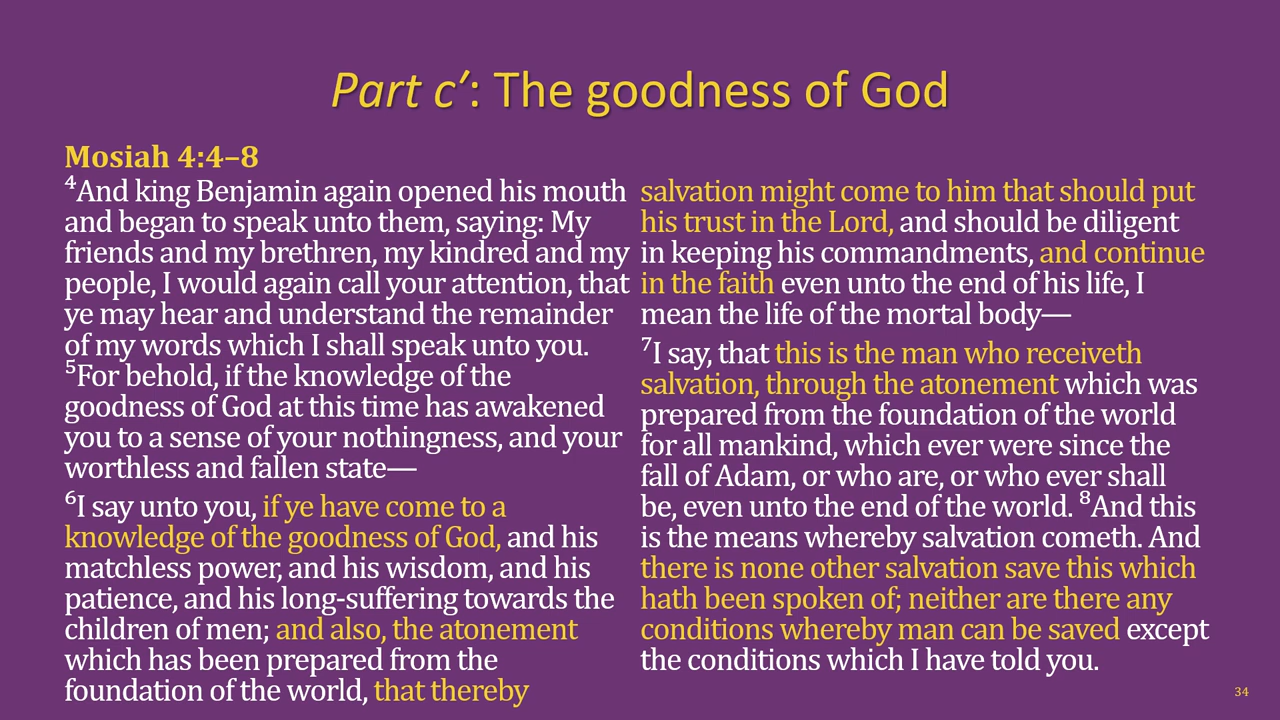 Part c′: The goodness of God
Mosiah 4:4–8
⁴And king Benjamin again opened his mouth
and began to speak unto them, saying: My
friends and my brethren, my kindred and my
people, I would again call your attention, that
ye may hear and understand the remainder
of my words which I shall speak unto you.
⁵For behold, if the knowledge of the
goodness of God at this time has awakened
you to a sense of your nothingness, and your
worthless and fallen state—
⁶I say unto you, if ye have come to a
knowledge of the goodness of God, and his
matchless power, and his wisdom, and his
patience, and his long-suffering towards the
children of men; and also, the atonement
which has been prepared from the
foundation of the world, that thereby
salvation might come to him that should put
his trust in the Lord, and should be diligent
in keeping his commandments, and continue
in the faith even unto the end of his life, I
mean the life of the mortal body—
⁷I say, that this is the man who receiveth
salvation, through the atonement which was
prepared from the foundation of the world
for all mankind, which ever were since the
fall of Adam, or who are, or who ever shall
be, even unto the end of the world. ⁸And this
is the means whereby salvation cometh. And
there is none other salvation save this which
hath been spoken of; neither are there any
conditions whereby man can be saved except
the conditions which I have told you.
34